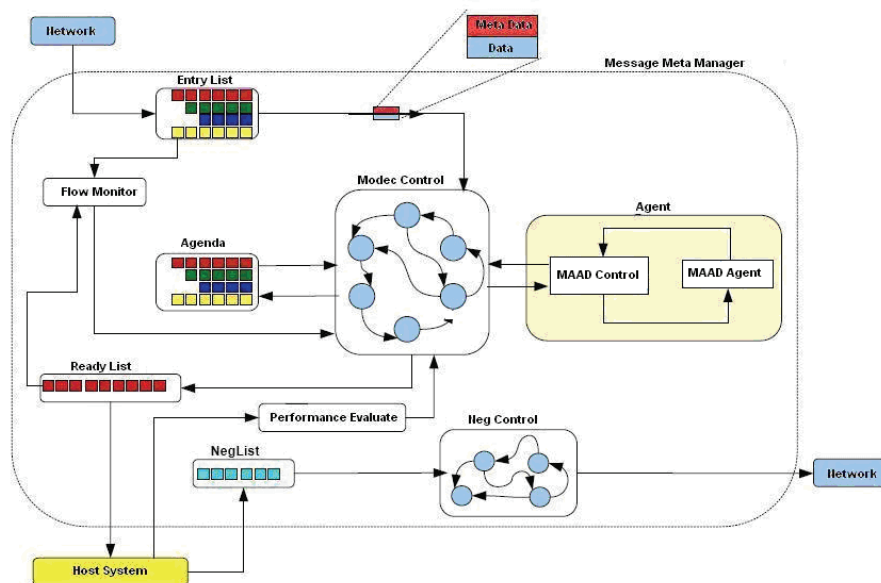 Network
Meta Data
Data
Message Meta Manager
Entry List
Flow Monitor
Modec Control
Agent
Agenda
MAAD Control
MAAD Agent
Ready List
Performance Evaluate
Neg Control
NegList
Network
Host System